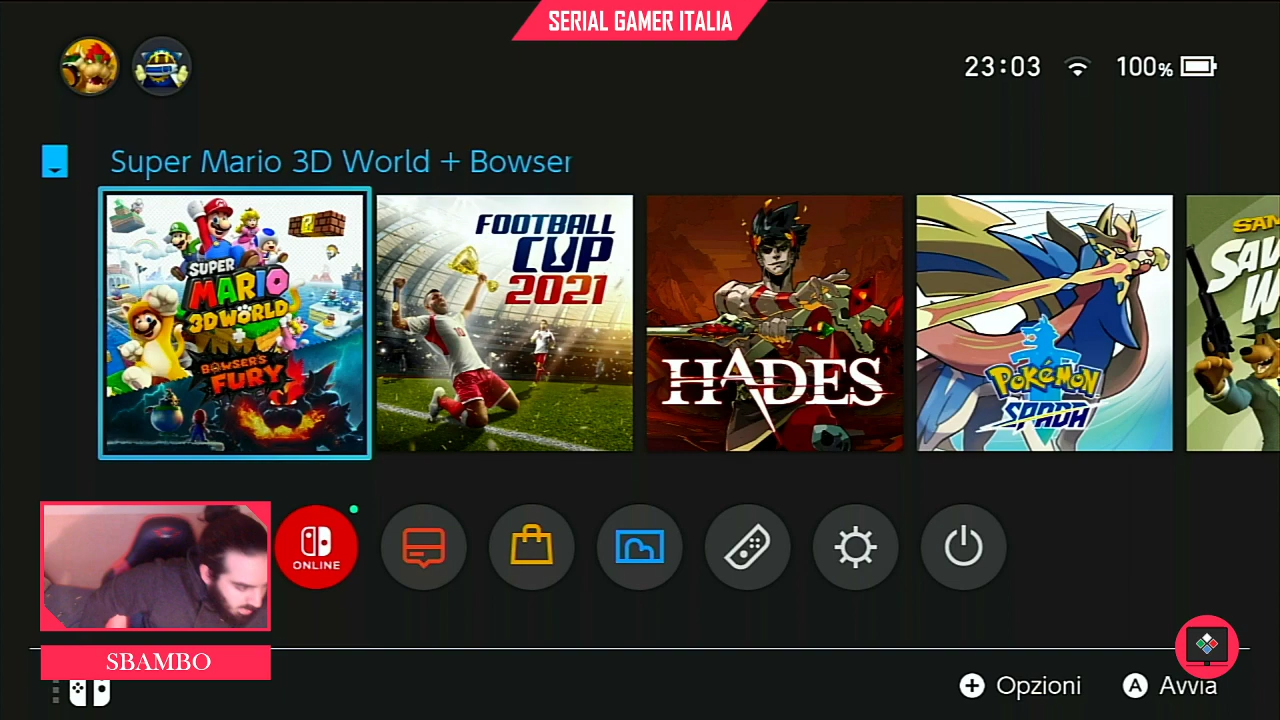 SERIAL GAMER ITALIA
23:03
100%
Super Mario 3D World + Bowser
SUPER
MARIO
3D WORLD
+
BOWSER'S
FURY
FOOTBALL
CUP
2021
HADES
POKÉMON
SPADA
SAM
ONLINE
SBAMBO
+ Opzioni
A Avvia